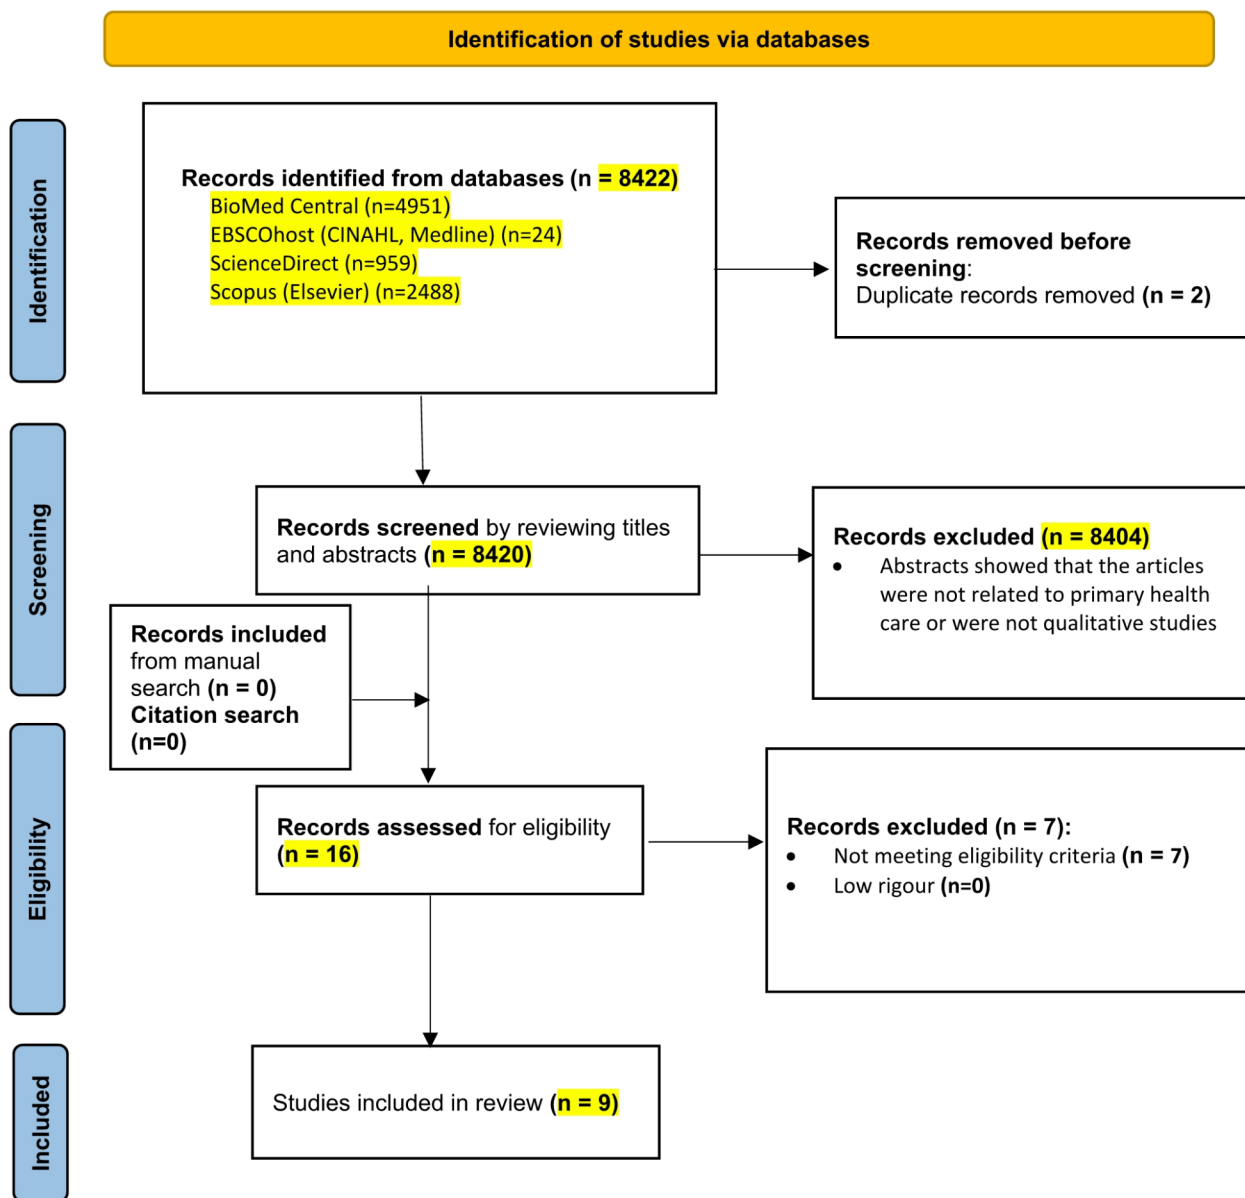 Identification of studies via databases
Identification
Records identified from databases (n = 8422)
BioMed Central (n=4951)
EBSCOhost (CINAHL, Medline) (n=24)
ScienceDirect (n=959)
Scopus (Elsevier) (n=2488)
Records removed before
screening:
Duplicate records removed (n = 2)
Screening
Records screened by reviewing titles
and abstracts (n = 8420)
Records excluded (n = 8404)
• Abstracts showed that the articles
were not related to primary health
care or were not qualitative studies
Records included
from manual
search (n = 0)
Citation search
(n=0)
Eligibility
Records assessed for eligibility
(n = 16)
Records excluded (n = 7):
• Not meeting eligibility criteria (n = 7)
• Low rigour (n=0)
Included
Studies included in review (n = 9)